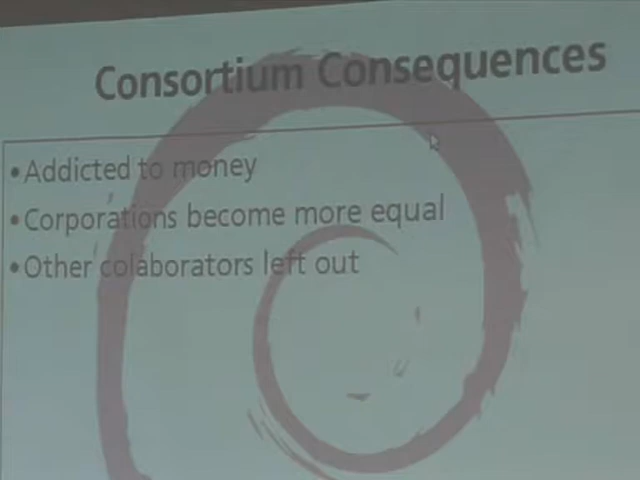 Consortium Consequences
•Addicted to money
•Corporations become more equal
•Other colaborators left out